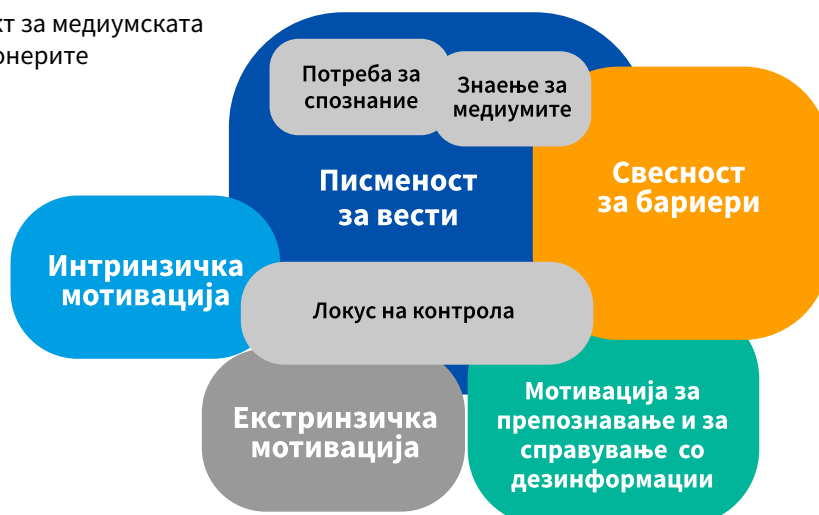 кт за медиумската
онерите
Потреба за
спознание
Знаење за
медиумите
Писменост
за вести
Свесност
за бариери
Интринзичка
мотивација
Локус на контрола
Екстринзичка
мотивација
Мотивација за
препознавање и за
справување со
дезинформации